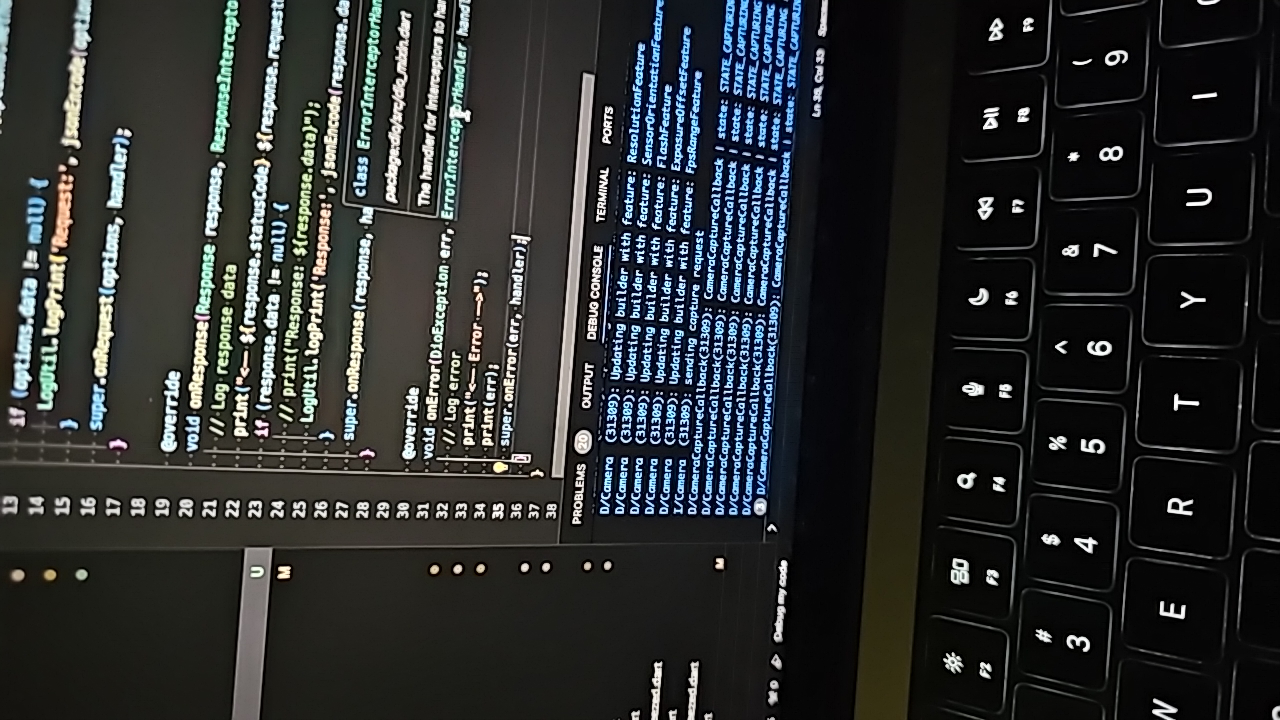 13
if (options.data != null) {
14
LogUtil.logPrint('Request:', jsonEncode(option
15
}
16
super.onRequest(options, handler);
17
}
18
19
@override
20
void onResponse(Response response, ResponseIntercepto
21
// Log response data
22
print("<-- ${response.statusCode} ${response.request
23
if (response.data != null) {
24
// print("Response: ${response.data}");
25
LogUtil.logPrint('Response:', jsonEncode(response.da
26
}
27
super.onResponse(response, ha
28
}
29
class ErrorInterceptorHan
package:dio/src/dio_mixin.dart
The handler for interceptors to han
30
@override
31
void onError(DioException err, ErrorInterceptorHandler handl
32
// Log error
33
print("<-- Error -->");
34
print(err);
35
super.onError(err, handler);
36
}
37
}
38
U
M
M
PROBLEMS 20 OUTPUT DEBUG CONSOLE TERMINAL PORTS
D/Camera (31309): Updating builder with feature: ResolutionFeature
D/Camera (31309): Updating builder with feature: SensorOrientationFeature
D/Camera (31309): Updating builder with feature: FlashFeature
D/Camera (31309): Updating builder with feature: ExposureOffsetFeature
D/Camera (31309): Updating builder with feature: FpsRangeFeature
I/Camera (31309): sending capture request
D/CameraCaptureCallback(31309): CameraCaptureCallback | state: STATE_CAPTURIN
D/CameraCaptureCallback(31309): CameraCaptureCallback | state: STATE_CAPTURING
D/CameraCaptureCallback(31309): CameraCaptureCallback | state: STATE_CAPTURING
D/CameraCaptureCallback(31309): CameraCaptureCallback | state: STATE_CAPTURING
D/CameraCaptureCallback(31309): CameraCaptureCallback | state: STATE_CAPTURING
3 D/CameraCaptureCallback(31309): CameraCaptureCallback | state: STATE_CAPTURIN
>
Debug my code
Ln 35, Col 33 Spaces
F2 F3 F4 F5 F6 F7 F8 F9
# $ % ^ & * (
3 4 5 6 7 8 9
W E R T Y U I